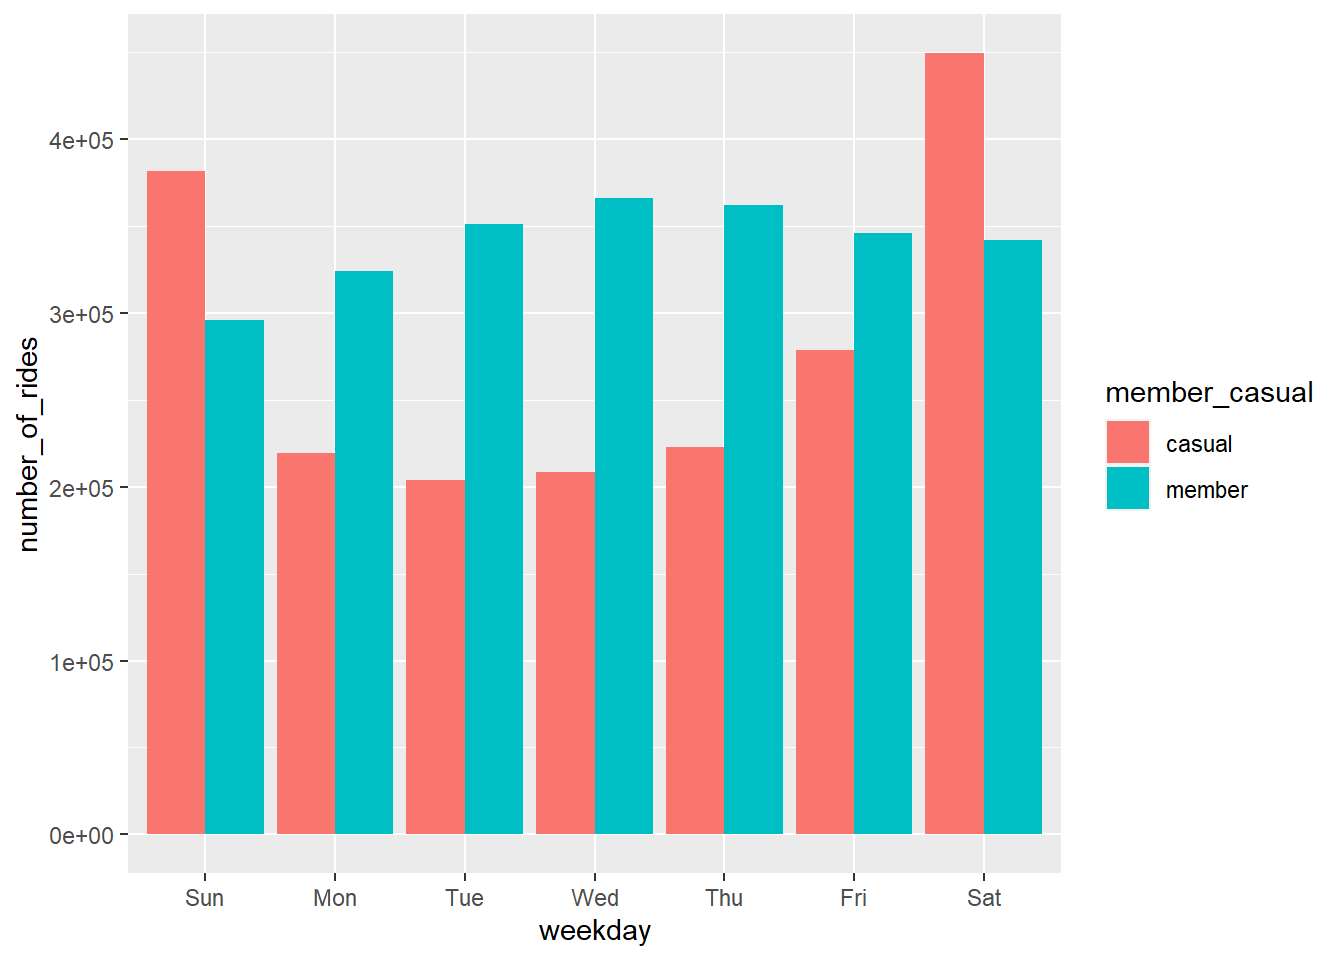 number_of_rides
4e+05
3e+05
2e+05
1e+05
0e+00
Sun Mon Tue Wed Thu Fri Sat
weekday
member_casual
casual
member